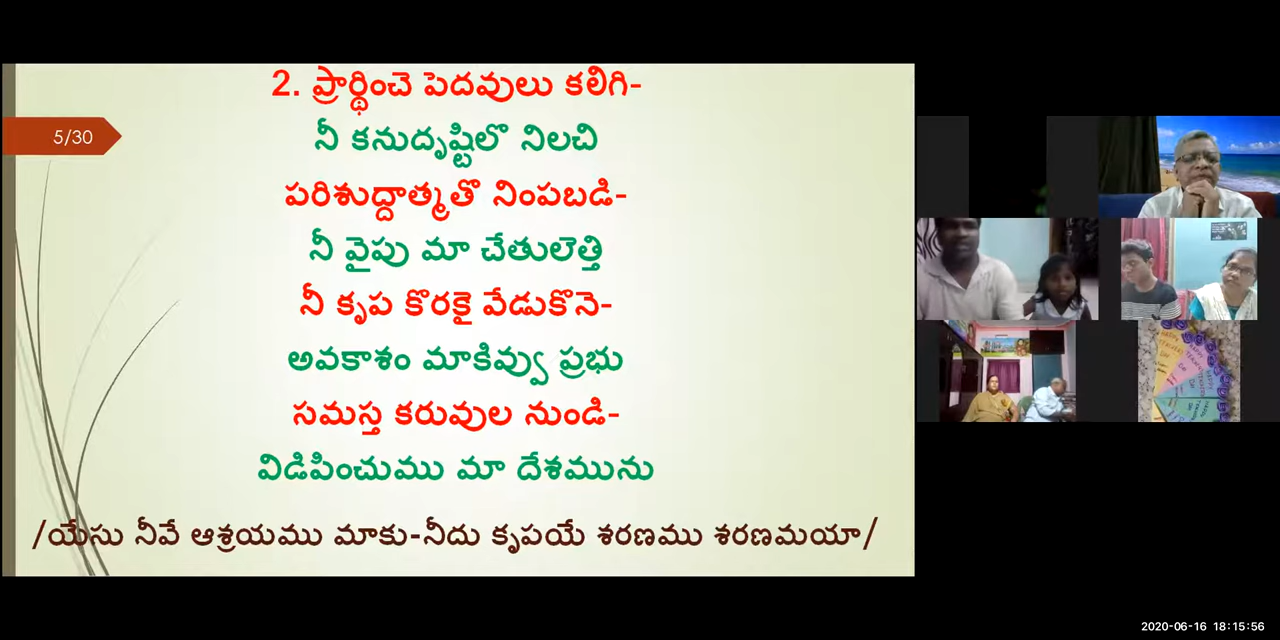 2. ప్రార్థించె పెదవులు కలిగి-
నీ కనుదృష్టిలొ నిలచి
5/30
పరిశుద్దాత్మతొ నింపబడి-
నీ వైపు మా చేతులెత్తి
నీ కృప కొరకై వేడుకొనె-
అవకాశం మాకివ్వు ప్రభు
సమస్త కరువుల నుండి-
విడిపించుము మా దేశమును
/యేసు నీవే ఆశ్రయము మాకు-నీదు కృపయే శరణము శరణమయా/
2020-06-16 18:15:56